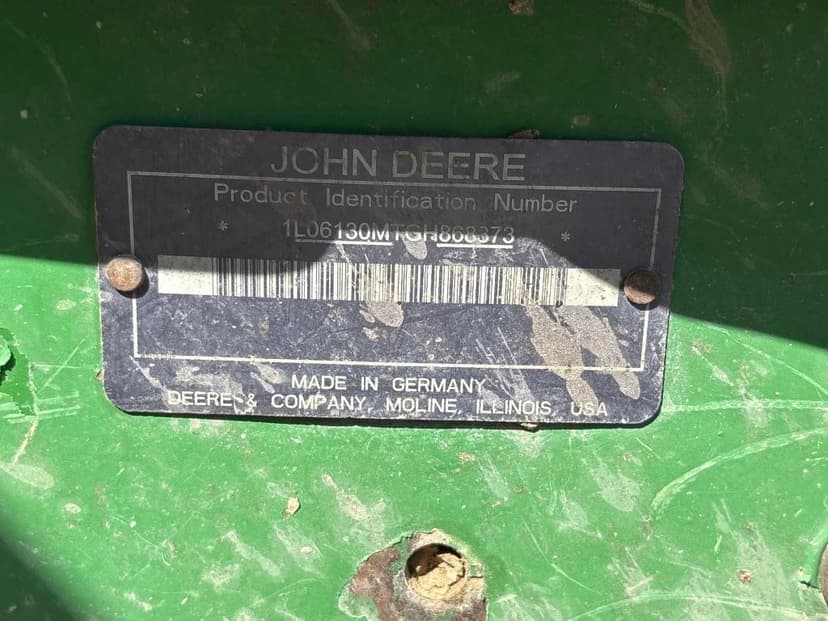 JOHN DEERE
Product Identification Number
* 1L06130MTGH868373 *
MADE IN GERMANY
DEERE & COMPANY, MOLINE, ILLINOIS, USA